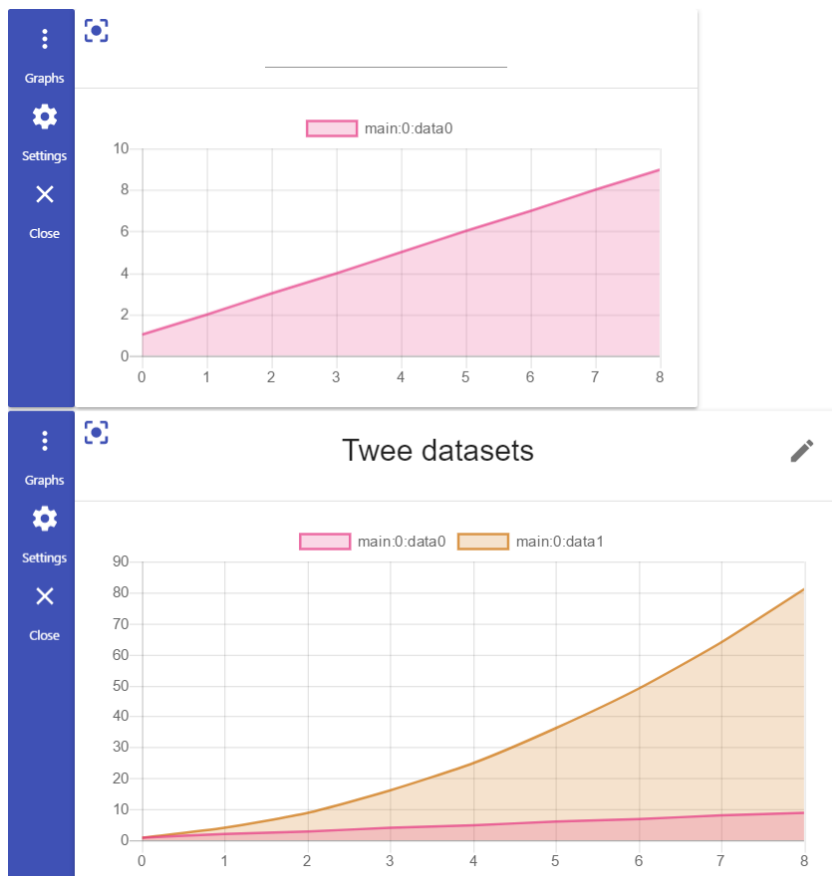 Graphs
Settings
Close
main:0:data0
10
8
6
4
2
0
0 1 2 3 4 5 6 7 8
Graphs
Settings
Close
Twee datasets
main:0:data0 main:0:data1
90
80
70
60
50
40
30
20
10
0
0 1 2 3 4 5 6 7 8